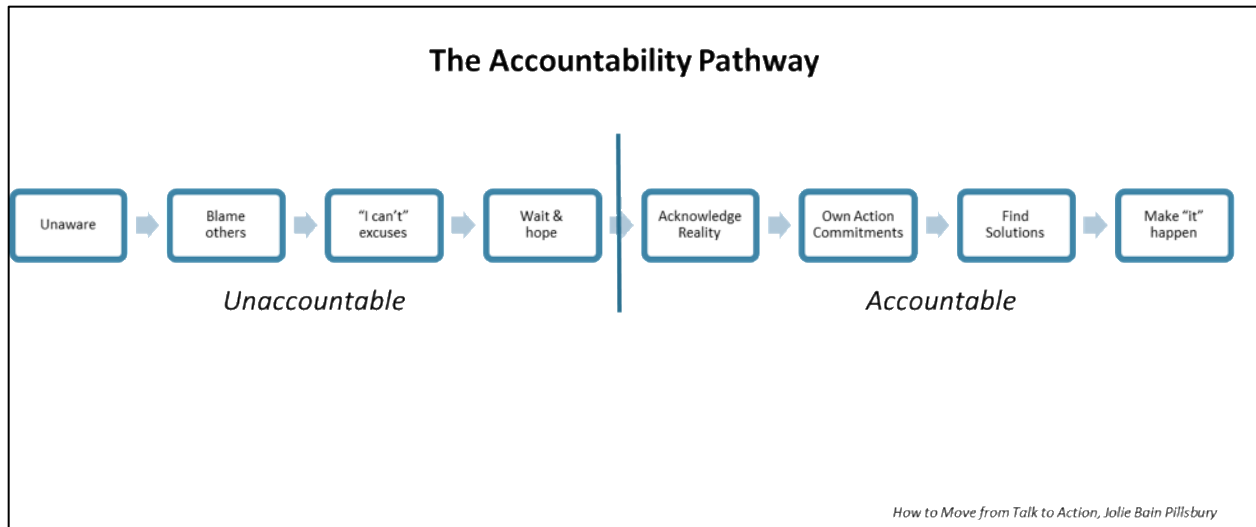 The Accountability Pathway
Unaware
Blame
others
"I can't"
excuses
Wait &
hope
Acknowledge
Reality
Own Action
Commitments
Find
Solutions
Make "it"
happen
Unaccountable
Accountable
How to Move from Talk to Action, Jolie Bain Pillsbury